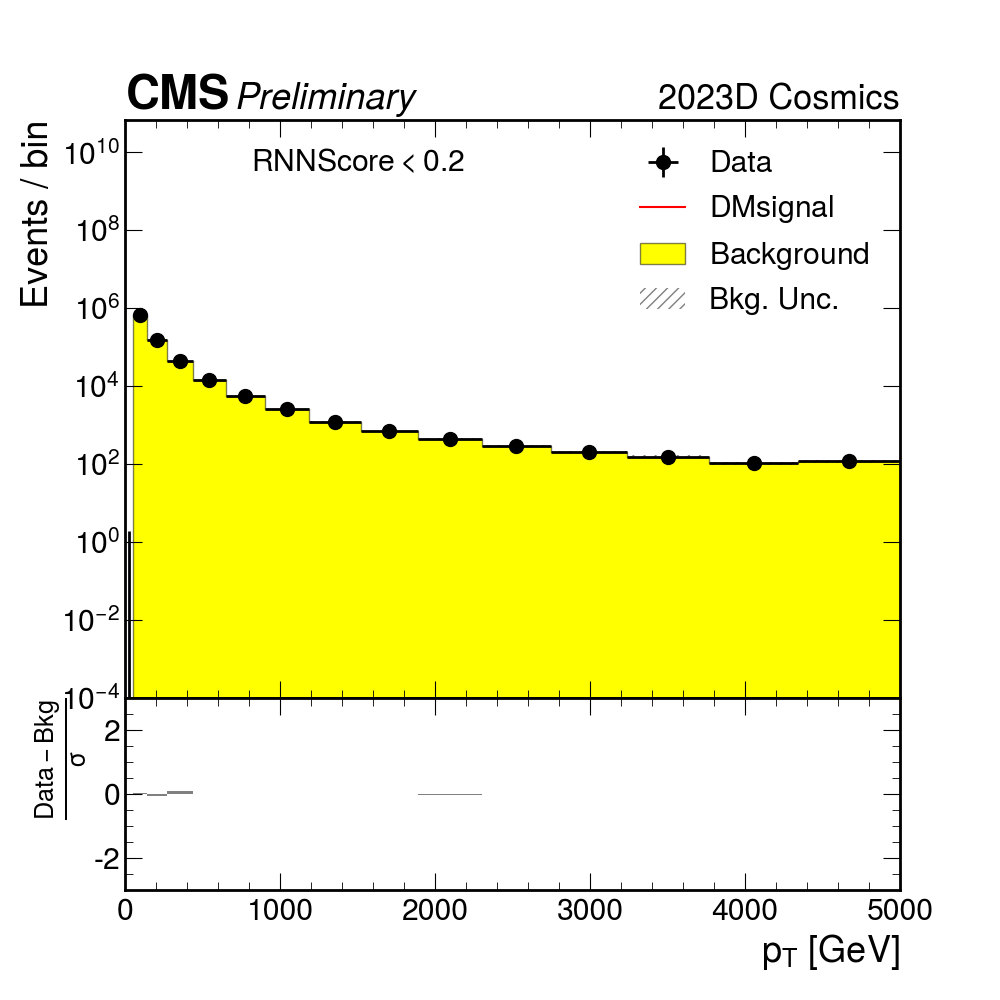 CMS Preliminary 2023D Cosmics
Events / bin
RNNScore < 0.2
Data
DMsignal
Background
Bkg. Unc.
10^10
10^8
10^6
10^4
10^2
10^0
10^−2
10^−4
Data − Bkg
σ
2
0
-2
0 1000 2000 3000 4000 5000
p_T [GeV]